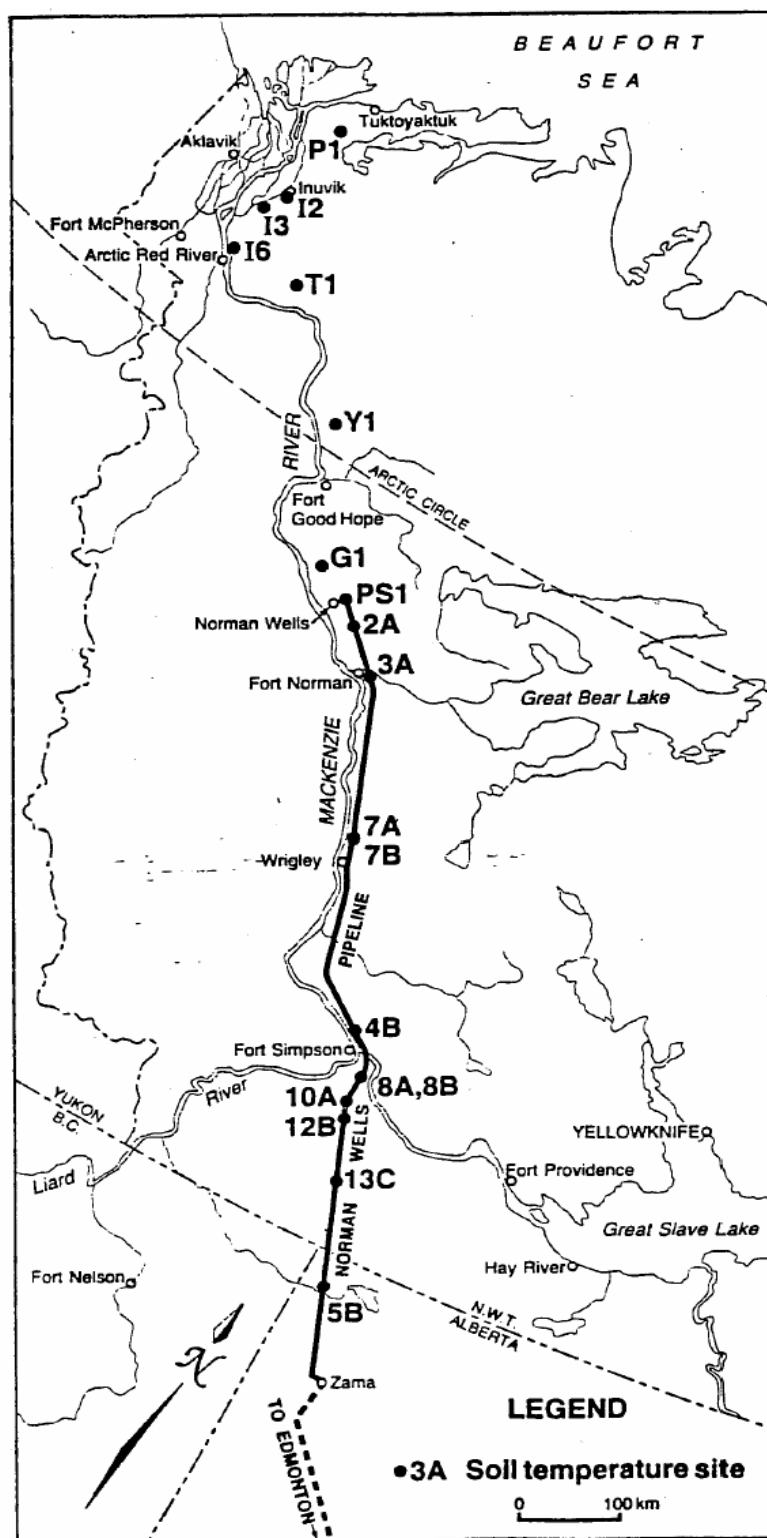 BEAUFORT
SEA
Tuktoyaktuk
P1
Aklavik
Inuvik
I2
I3
Fort McPherson
I6
Arctic Red River
T1
Y1
RIVER
ARCTIC CIRCLE
Fort
Good Hope
G1
PS1
Norman Wells
2A
3A
Fort Norman
Great Bear Lake
MACKENZIE
7A
7B
Wrigley
PIPELINE
4B
Fort Simpson
8A,8B
River
10A
12B
WELLS
YUKON
B.C.
YELLOWKNIFE
Liard
13C
Fort Providence
Great Slave Lake
NORMAN
Hay River
Fort Nelson
5B
N.W.T.
ALBERTA
N
Zama
TO EDMONTON
LEGEND
3A Soil temperature site
0 100 km